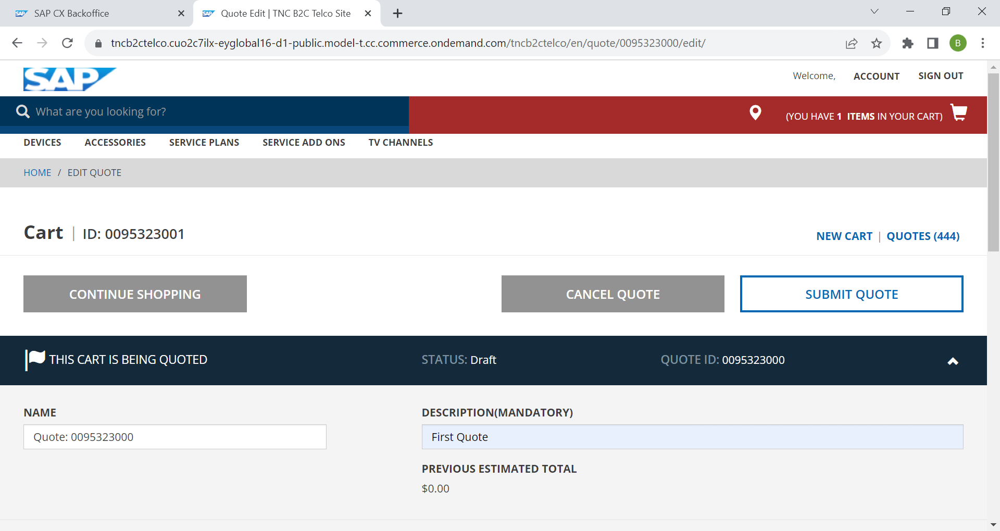 SAP CX Backoffice
Quote Edit | TNC B2C Telco Site
tncb2ctelco.cuo2c7ilx-eyglobal16-d1-public.model-t.cc.commerce.ondemand.com/tncb2ctelco/en/quote/0095323000/edit/
B
SAP
Welcome, ACCOUNT SIGN OUT
What are you looking for?
(YOU HAVE 1 ITEMS IN YOUR CART)
DEVICES ACCESSORIES SERVICE PLANS SERVICE ADD ONS TV CHANNELS
HOME / EDIT QUOTE
Cart | ID: 0095323001
NEW CART | QUOTES (444)
CONTINUE SHOPPING CANCEL QUOTE SUBMIT QUOTE
THIS CART IS BEING QUOTED STATUS: Draft QUOTE ID: 0095323000
NAME
Quote: 0095323000
DESCRIPTION(MANDATORY)
First Quote
PREVIOUS ESTIMATED TOTAL
$0.00